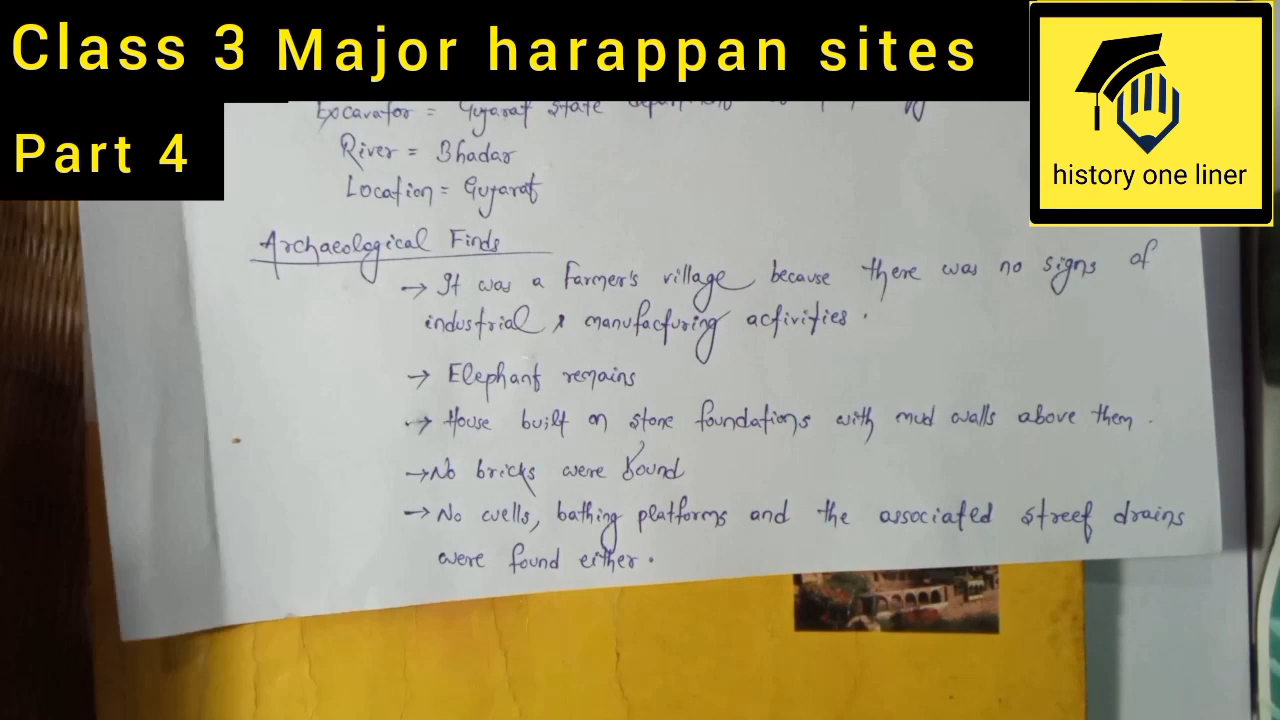 Class 3 Major harappan sites
Part 4
history one liner
Excavator = Gujarat State
River = Bhadar
Location = Gujarat
Archaeological Finds
→ It was a Farmer's village because there was no signs of
industrial & manufacturing activities.
→ Elephant remains
→ House built on stone foundations with mud walls above them.
→ No bricks were found
→ No wells, bathing platforms and the associated street drains
were found either.